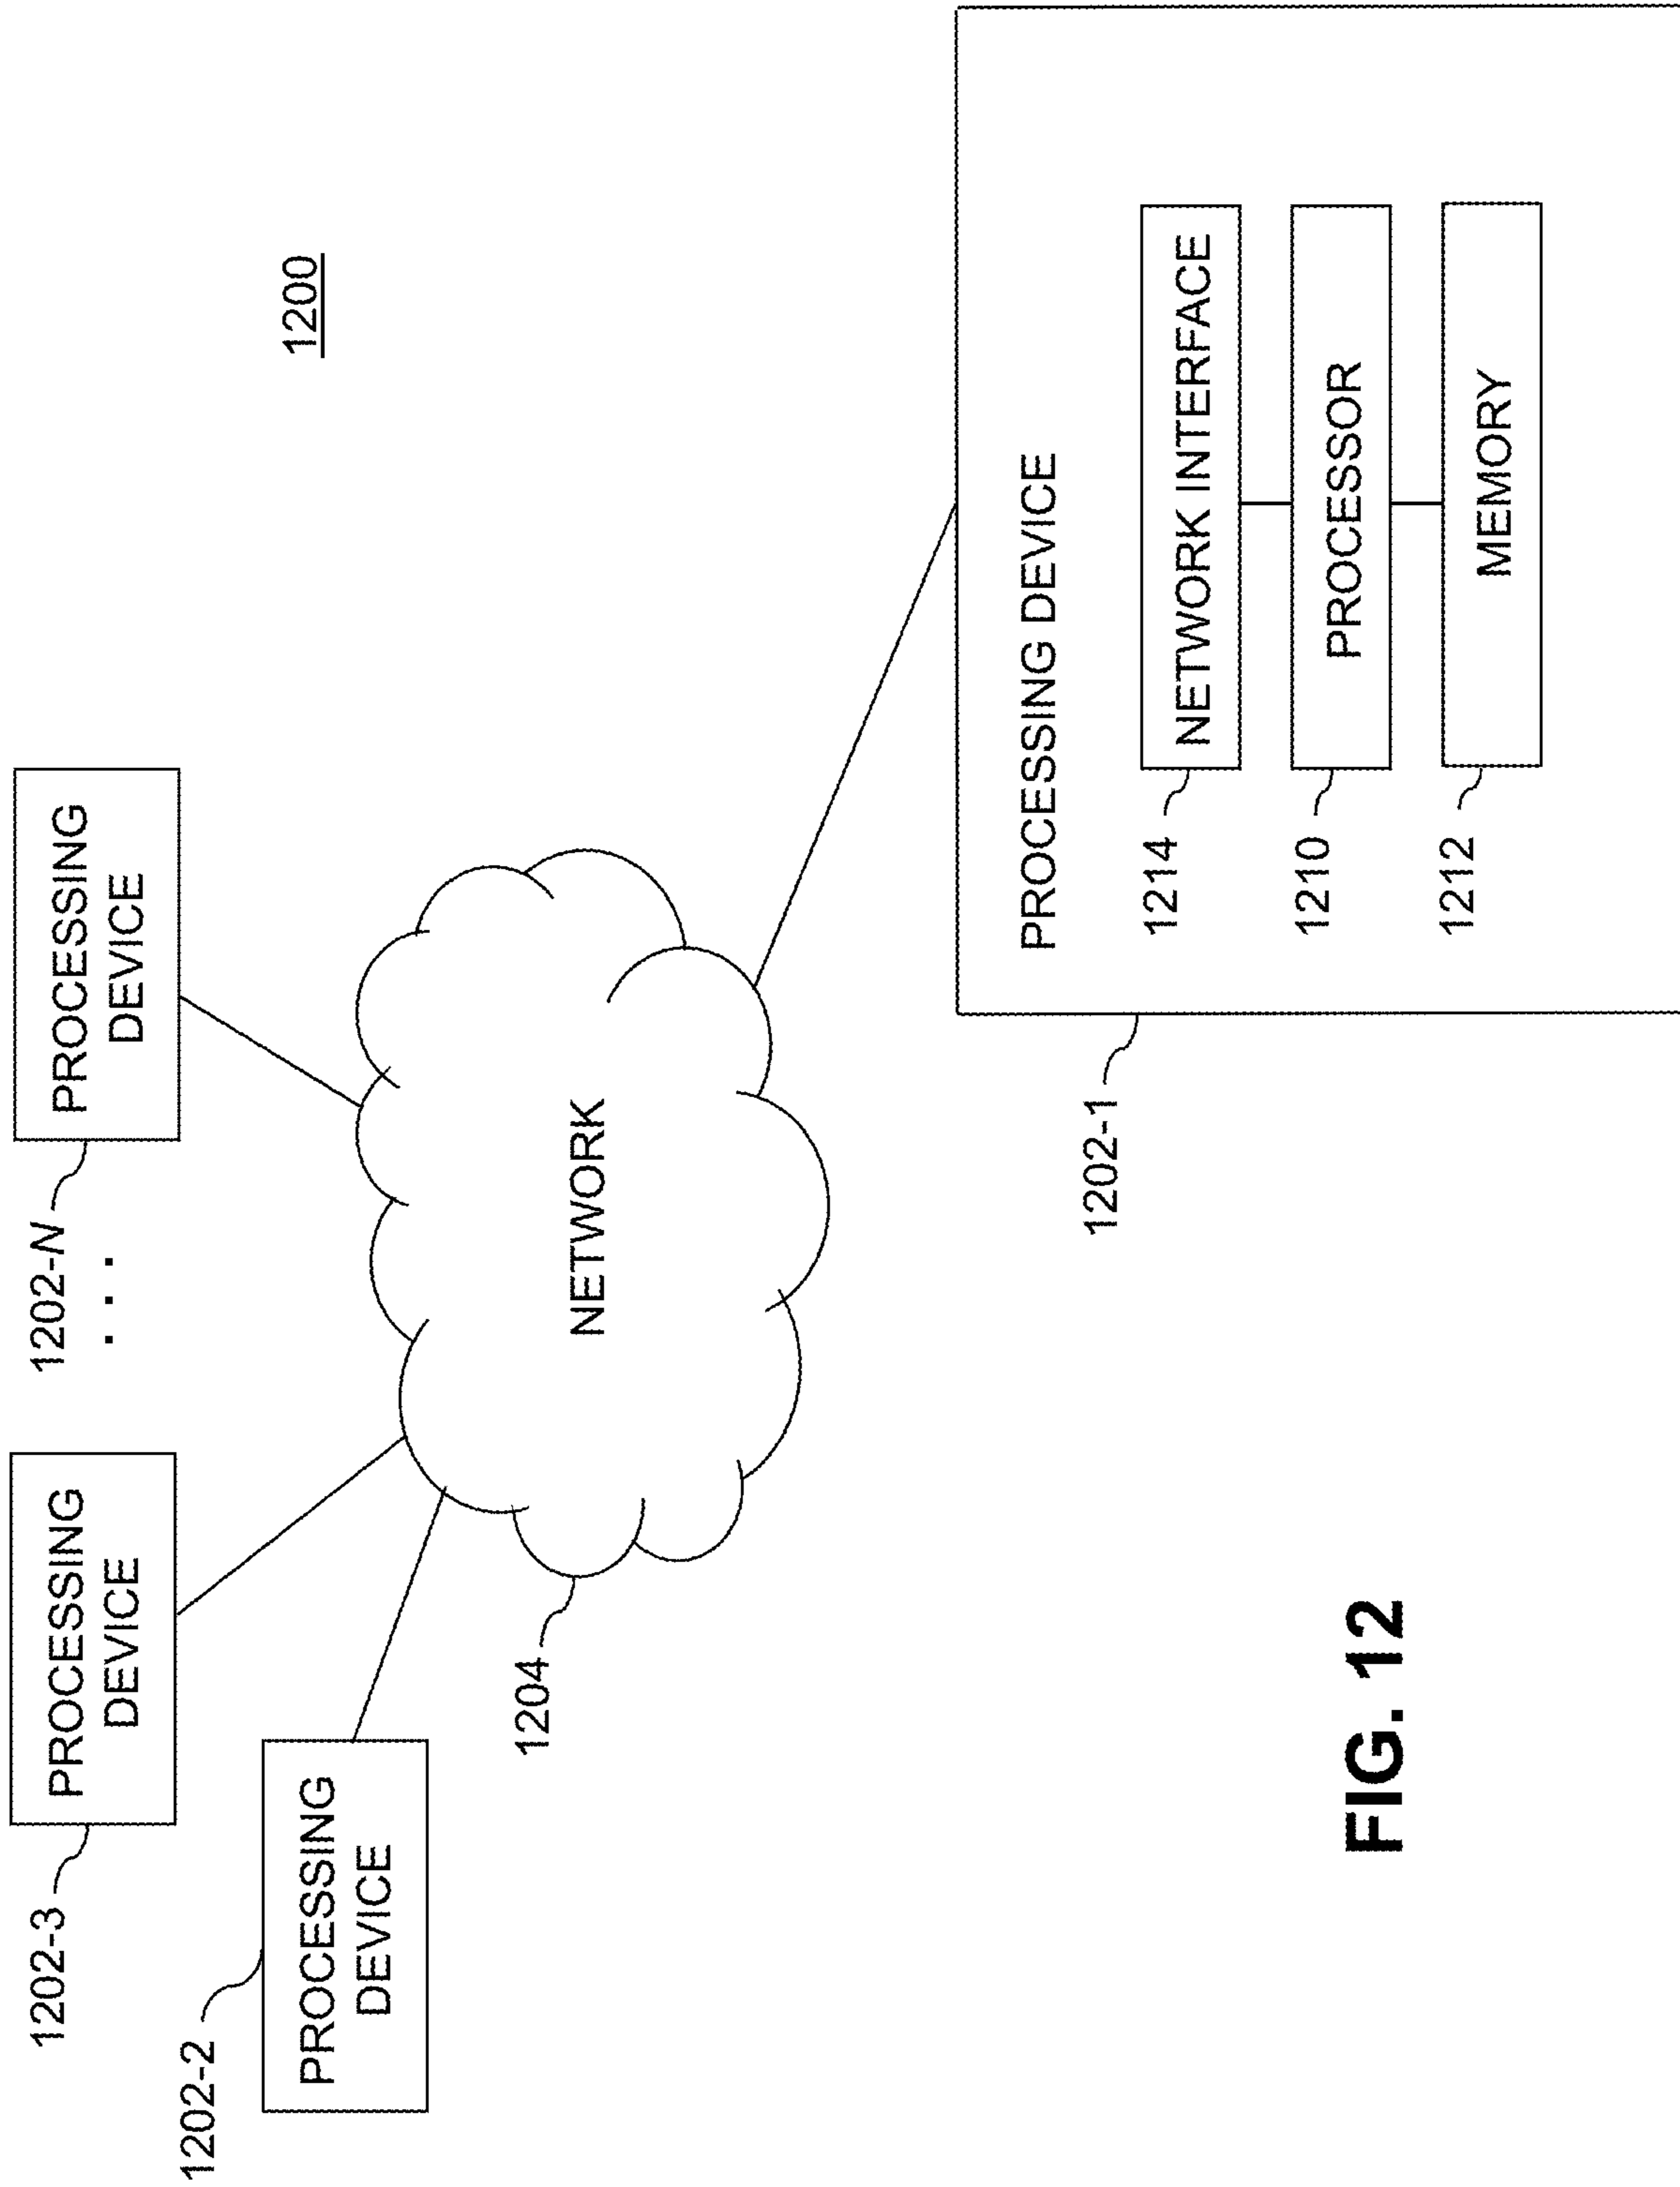 1200
1202-2
PROCESSING
DEVICE
1202-3
PROCESSING
DEVICE
1202-N
. . .
PROCESSING
DEVICE
1204
NETWORK
1202-1
PROCESSING DEVICE
1214
NETWORK INTERFACE
1210
PROCESSOR
1212
MEMORY
FIG. 12